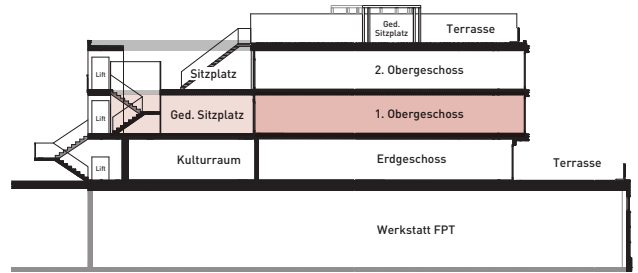 Ged.
Sitzplatz
Terrasse
Lift
Sitzplatz
2. Obergeschoss
Lift
Ged. Sitzplatz
1. Obergeschoss
Lift
Kulturraum
Erdgeschoss
Terrasse
Werkstatt FPT